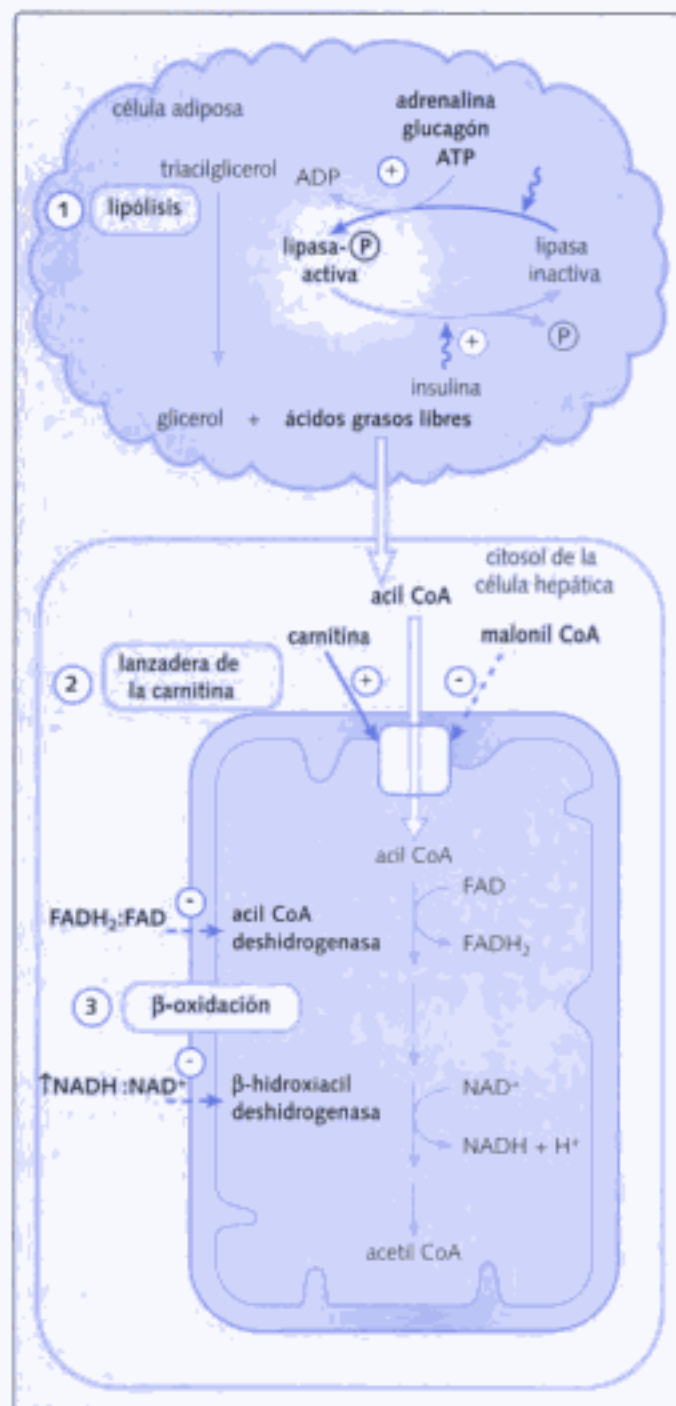 célula adiposa
adrenalina
glucagón
ATP
triacilglicerol
ADP
+
1
lipólisis
lipasa-P
activa
lipasa
inactiva
P
+
insulina
glicerol + ácidos grasos libres
citosol de la
célula hepática
acil CoA
carnitina
malonil CoA
2
lanzadera de
la carnitina
+
-
acil CoA
FADH₂:FAD
-
acil CoA
deshidrogenasa
FAD
FADH₂
3
β-oxidación
↑NADH:NAD⁺
-
β-hidroxiacil
deshidrogenasa
NAD⁺
NADH + H⁺
acetil CoA